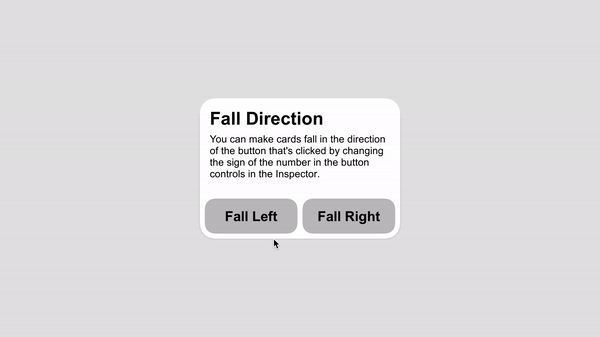 Fall Direction
You can make cards fall in the direction
of the button that's clicked by changing
the sign of the number in the button
controls in the Inspector.
Fall Left
Fall Right